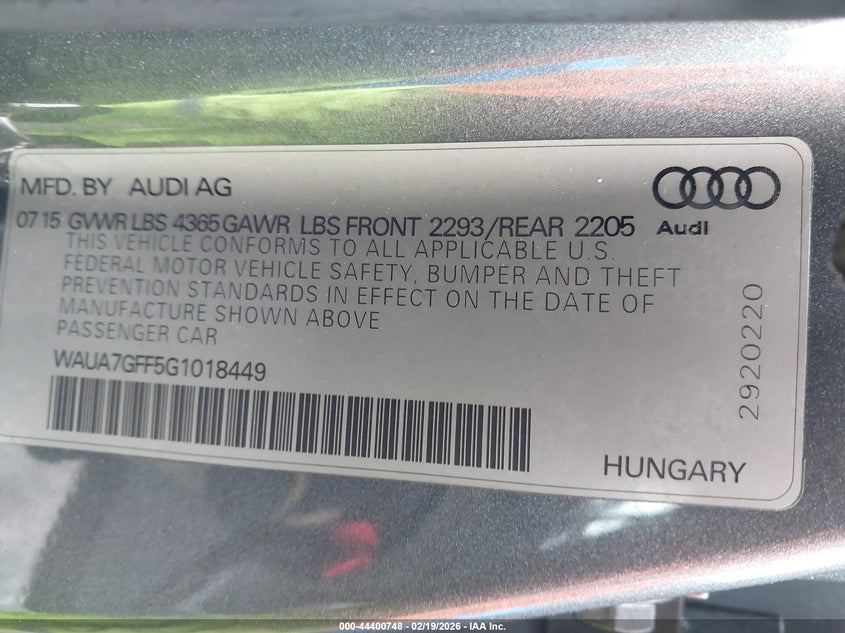 MFD. BY AUDI AG
07 15 GVWR LBS 4365 GAWR LBS FRONT 2293/REAR 2205
Audi
THIS VEHICLE CONFORMS TO ALL APPLICABLE U.S.
FEDERAL MOTOR VEHICLE SAFETY, BUMPER AND THEFT
PREVENTION STANDARDS IN EFFECT ON THE DATE OF
MANUFACTURE SHOWN ABOVE
PASSENGER CAR
WAUA7GFF5G1018449
2920220
HUNGARY
000-44400748 - 02/19/2026 - IAA Inc.